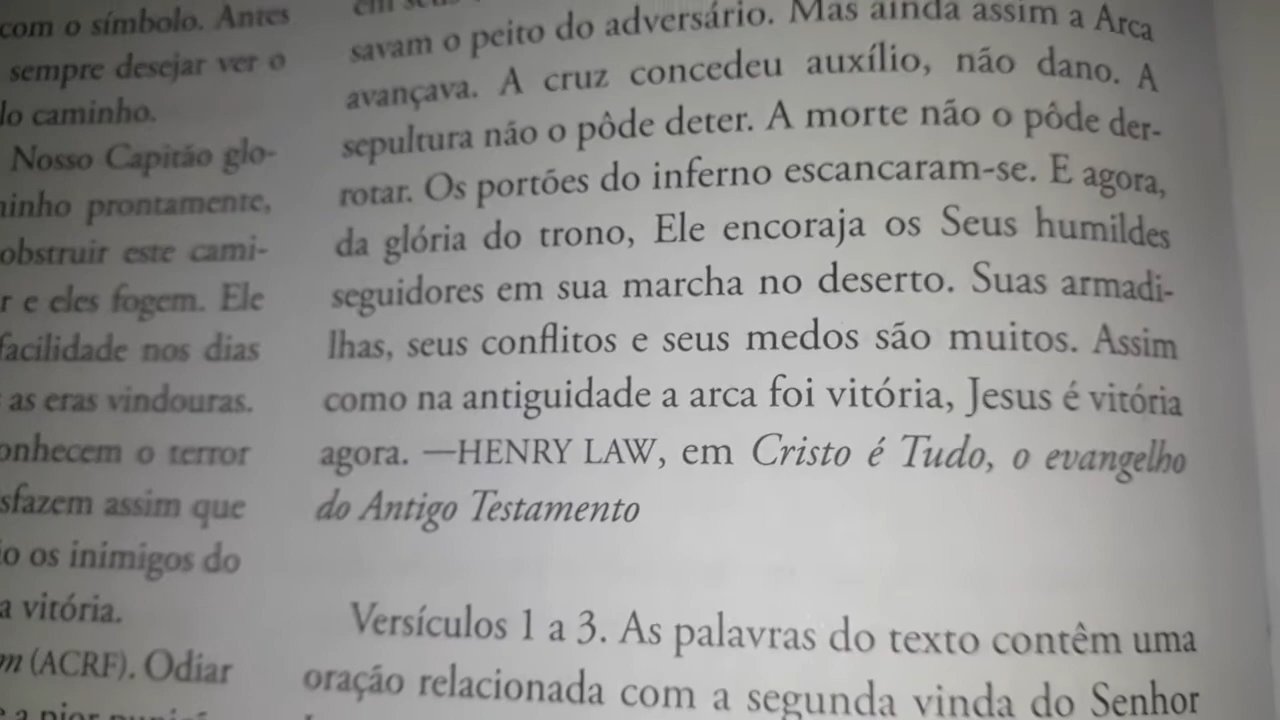 com o símbolo. Antes
sempre desejar ver o
lo caminho.
Nosso Capitão glo-
prontamente,
obstruir este cami-
r e eles fogem. Ele
facilidade nos dias
as eras vindouras.
onhecem o terror
sfazem assim que
o os inimigos do
a vitória.
m (ACRF). Odiar
a pior
em seus
savam o peito do adversário. Mas ainda assim a Arca
avançava. A cruz concedeu auxílio, não dano. A
sepultura não o pôde deter. A morte não o pôde der-
rotar. Os portões do inferno escancaram-se. E agora,
da glória do trono, Ele encoraja os Seus humildes
seguidores em sua marcha no deserto. Suas armadi-
lhas, seus conflitos e seus medos são muitos. Assim
como na antiguidade a arca foi vitória, Jesus é vitória
agora. —HENRY LAW, em Cristo é Tudo, o evangelho
do Antigo Testamento
Versículos 1 a 3. As palavras do texto contêm uma
oração relacionada com a segunda vinda do Senhor